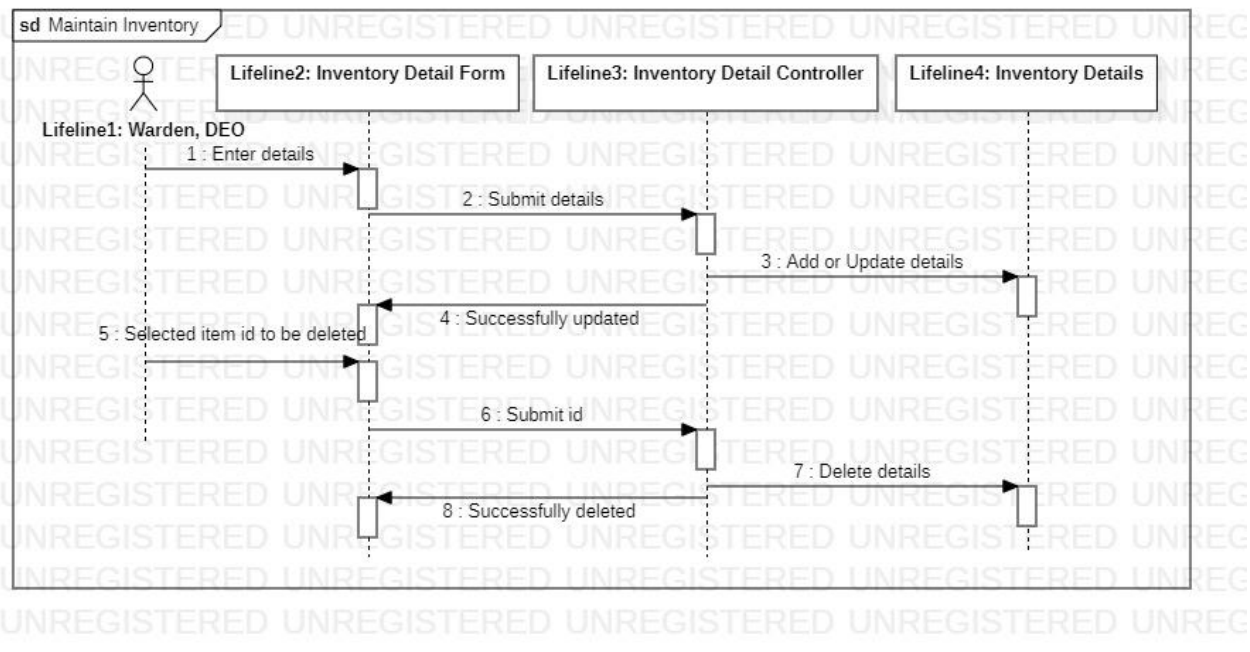 sd Maintain Inventory
Lifeline2: Inventory Detail Form
Lifeline3: Inventory Detail Controller
Lifeline4: Inventory Details
Lifeline1: Warden, DEO
1 : Enter details
2 : Submit details
3 : Add or Update details
4 : Successfully updated
5 : Selected item id to be deleted
6 : Submit id
7 : Delete details
8 : Successfully deleted
UNREGISTERED UNREGISTERED UNREGISTERED UNREGISTERED UNREG